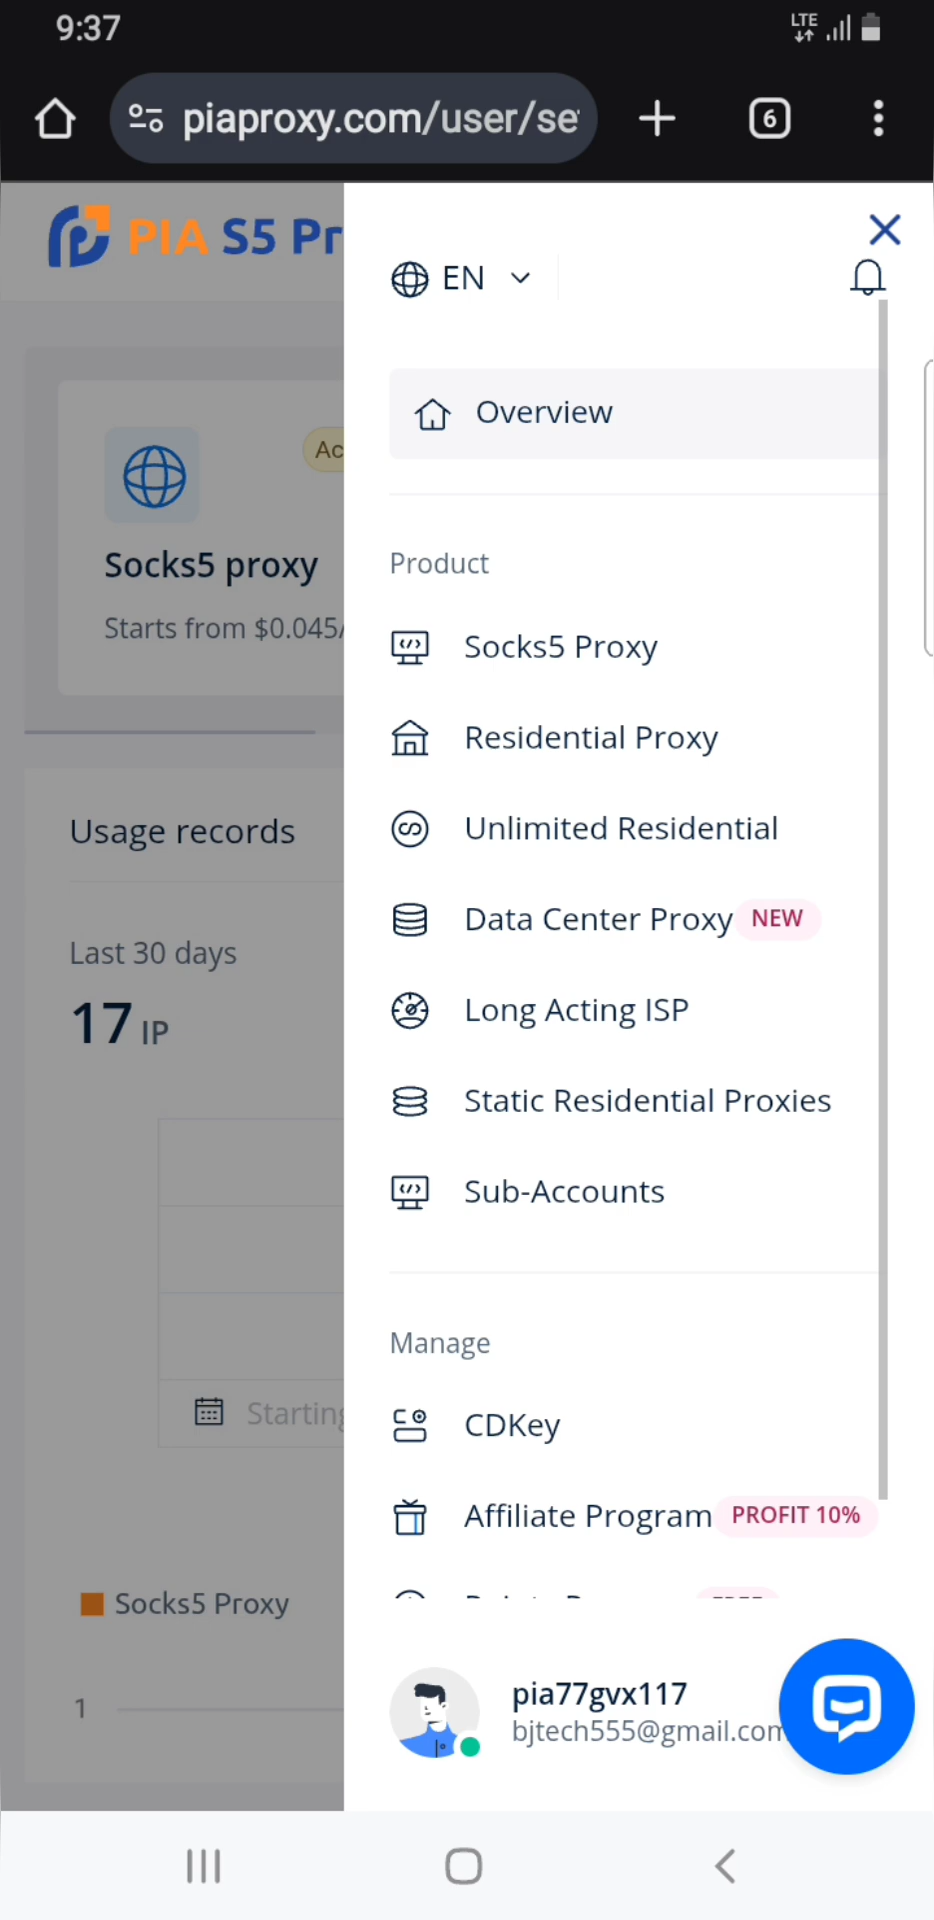 9:37
LTE
piaproxy.com/user/se
6
PIA S5 Pr
EN
Overview
Ac
Socks5 proxy
Starts from $0.045/
Product
Socks5 Proxy
Residential Proxy
Unlimited Residential
Data Center Proxy NEW
Long Acting ISP
Static Residential Proxies
Sub-Accounts
Usage records
Last 30 days
17 IP
Starting
Socks5 Proxy
1
Manage
CDKey
Affiliate Program PROFIT 10%
pia77gvx117
bjtech555@gmail.com